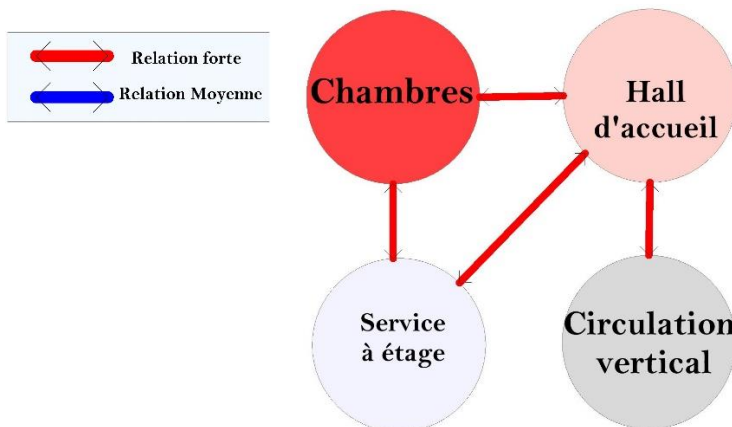 Relation forte
Relation Moyenne
Chambres
Hall
d'accueil
Service
à étage
Circulation
vertical